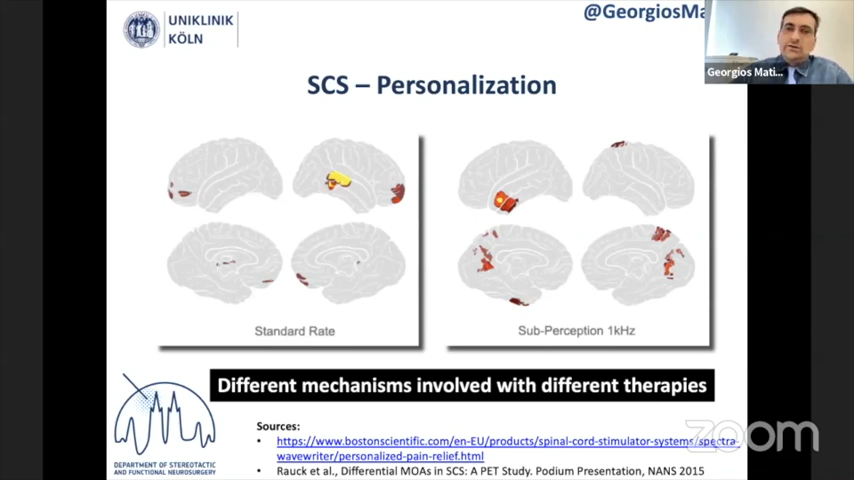 UNIKLINIK
KÖLN
@GeorgiosMa
Georgios Mati...
SCS – Personalization
Standard Rate
Sub-Perception 1kHz
Different mechanisms involved with different therapies
Sources:
• https://www.bostonscientific.com/en-EU/products/spinal-cord-stimulator-systems/spectra-
wavewriter/personalized-pain-relief.html
• Rauck et al., Differential MOAs in SCS: A PET Study. Podium Presentation, NANS 2015
DEPARTMENT OF STEREOTACTIC
AND FUNCTIONAL NEUROSURGERY
zoom